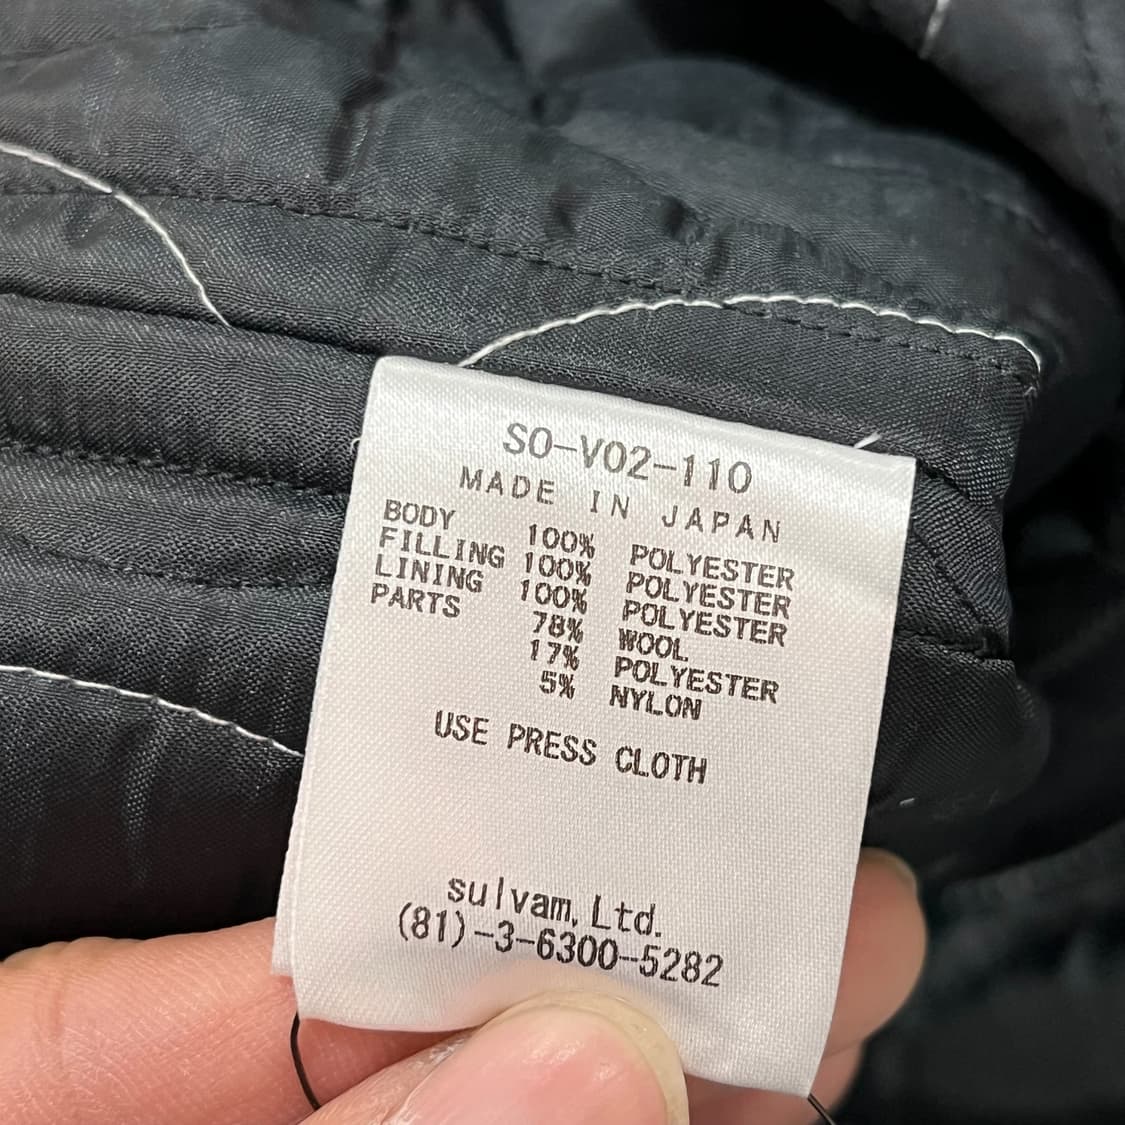 SO-V02-110
MADE IN JAPAN
BODY 100% POLYESTER
FILLING 100% POLYESTER
LINING 100% POLYESTER
PARTS 78% WOOL
17% POLYESTER
5% NYLON
USE PRESS CLOTH
sulvam, Ltd.
(81)-3-6300-5282